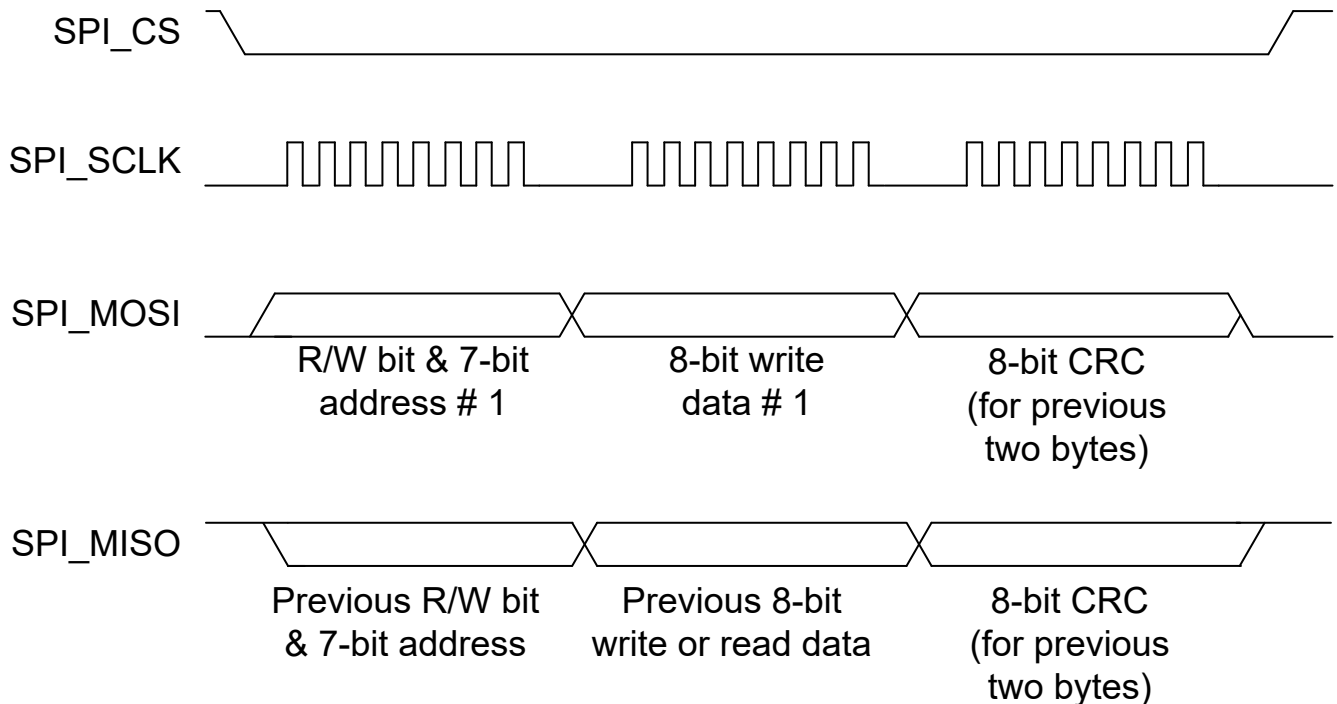 SPI_CS
SPI_SCLK
SPI_MOSI
R/W bit & 7-bit
address # 1
8-bit write
data # 1
8-bit CRC
(for previous
two bytes)
SPI_MISO
Previous R/W bit
& 7-bit address
Previous 8-bit
write or read data
8-bit CRC
(for previous
two bytes)